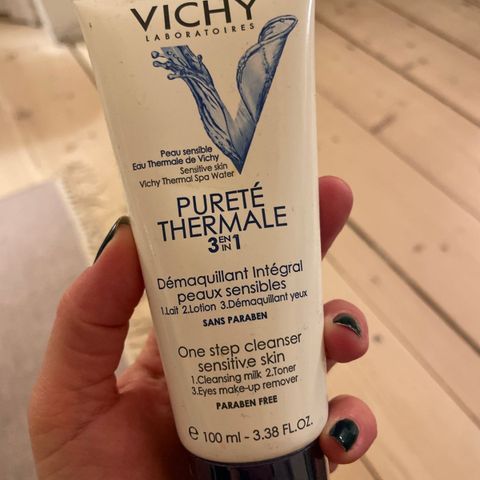 VICHY
LABORATOIRES
Peau sensible
Eau Thermale de Vichy
Sensitive skin
Vichy Thermal Spa Water
PURETÉ
THERMALE
3 EN IN 1
Démaquillant Intégral
peaux sensibles
1.Lait 2.Lotion 3.Démaquillant yeux
SANS PARABEN
One step cleanser
sensitive skin
1.Cleansing milk 2.Toner
3.Eyes make-up remover
PARABEN FREE
℮ 100 ml - 3.38 FL.OZ.